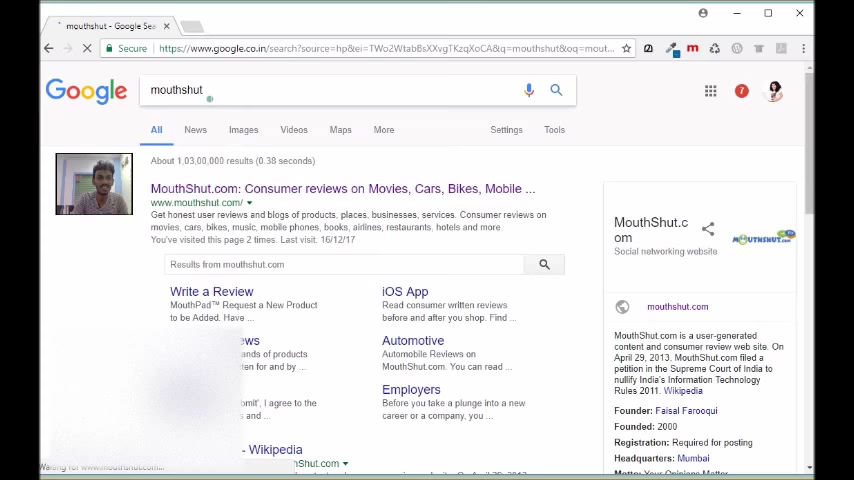 mouthshut - Google Sea
Secure
https://www.google.co.in/search?source=hp&ei=TWo2WtabBsXXvgTKzqXoCA&q=mouthshut&oq=mout...
Google
mouthshut
7
All News Images Videos Maps More Settings Tools
About 1,03,00,000 results (0.38 seconds)
MouthShut.com: Consumer reviews on Movies, Cars, Bikes, Mobile ...
www.mouthshut.com/
Get honest user reviews and blogs of products, places, businesses, services. Consumer reviews on
movies, cars, bikes, music, mobile phones, books, airlines, restaurants, hotels and more.
You've visited this page 2 times. Last visit: 16/12/17
Results from mouthshut.com
Write a Review
MouthPad™ Request a New Product
to be Added. Have ...
iOS App
Read consumer written reviews
before and after you shop. Find ...
ews
ands of products
ten for and by ...
Automotive
Automobile Reviews on
MouthShut.com. You can read ...
bmit', I agree to the
s and ...
Employers
Before you take a plunge into a new
career or a company, you ...
- Wikipedia
hShut.com
MouthShut.c
om
Social networking website
MOUTHSHUT.com
mouthshut.com
MouthShut.com is a user-generated
content and consumer review web site. On
April 29, 2013, MouthShut.com filed a
petition in the Supreme Court of India to
nullify India's Information Technology
Rules 2011. Wikipedia
Founder: Faisal Farooqui
Founded: 2000
Registration: Required for posting
Headquarters: Mumbai
Motto: Your Opinions Matter
Waiting for www.mouthshut.com...